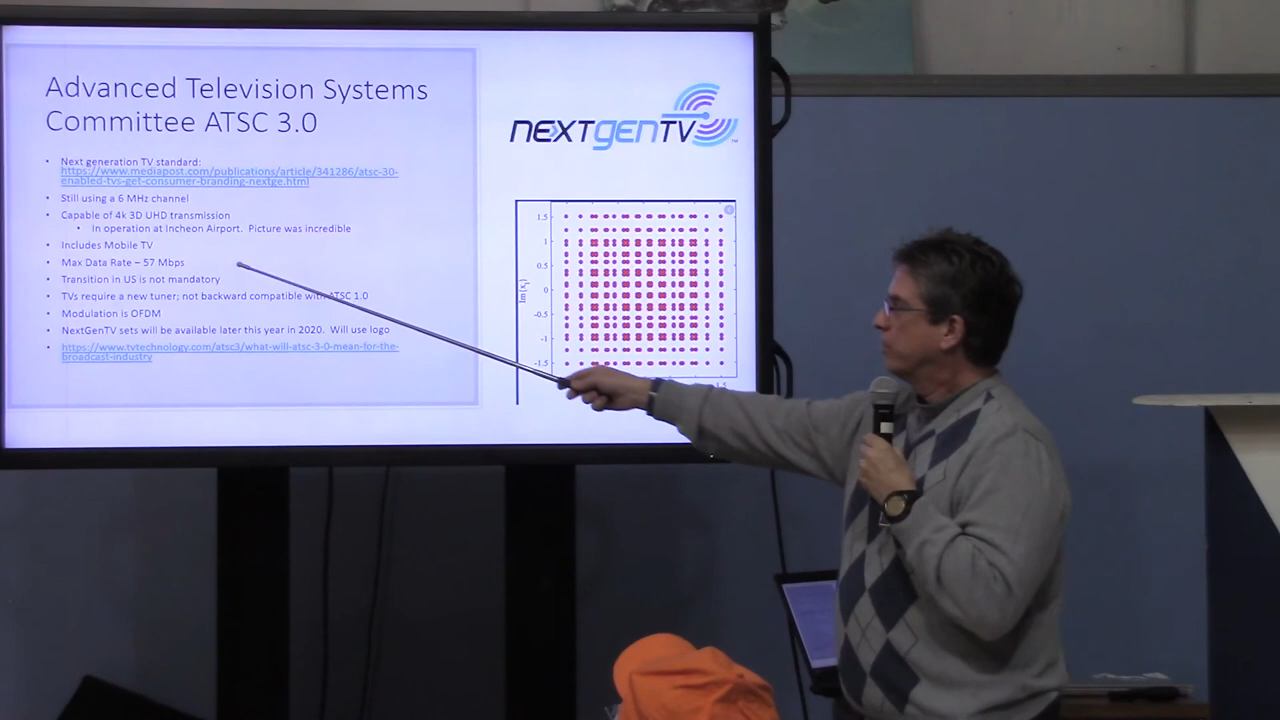 Advanced Television Systems
Committee ATSC 3.0
• Next generation TV standard:
https://www.mediapost.com/publications/article/341286/atsc-30-
enabled-tvs-get-consumer-branding-nextge.html
• Still using a 6 MHz channel
• Capable of 4k 3D UHD transmission
• In operation at Incheon Airport. Picture was incredible
• Includes Mobile TV
• Max Data Rate – 57 Mbps
• Transition in US is not mandatory
• TVs require a new tuner; not backward compatible with ATSC 1.0
• Modulation is OFDM
• NextGenTV sets will be available later this year in 2020. Will use logo
• https://www.tvtechnology.com/atsc3/what-will-atsc-3-0-mean-for-the-
broadcast-industry
NEXTGENTV
1.5
1
0.5
0
-0.5
-1
-1.5
1.5